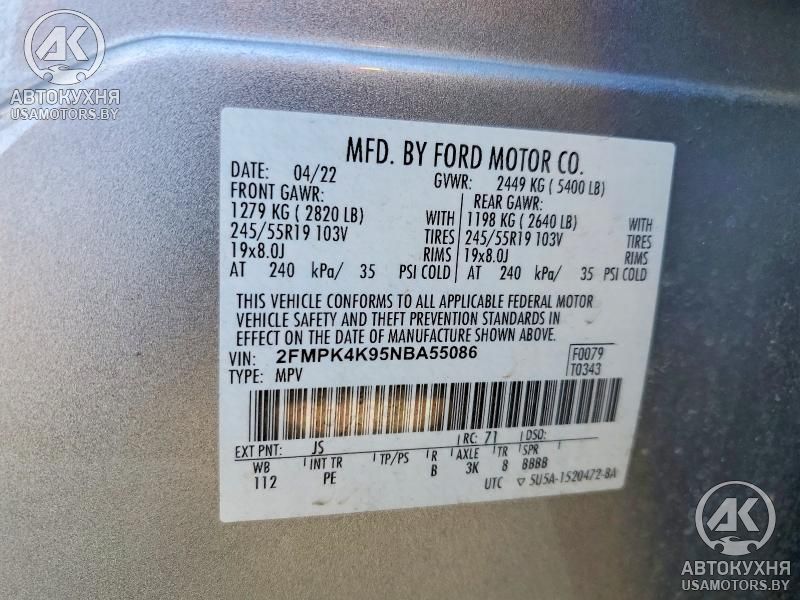 AK
АВТОКУХНЯ
USAMOTORS.BY
MFD. BY FORD MOTOR CO.
DATE: 04/22 GVWR: 2449 KG ( 5400 LB)
FRONT GAWR: REAR GAWR:
1279 KG ( 2820 LB) WITH 1198 KG ( 2640 LB) WITH
245/55R19 103V TIRES 245/55R19 103V TIRES
19x8.0J RIMS 19x8.0J RIMS
AT 240 kPa/ 35 PSI COLD AT 240 kPa/ 35 PSI COLD
THIS VEHICLE CONFORMS TO ALL APPLICABLE FEDERAL MOTOR
VEHICLE SAFETY AND THEFT PREVENTION STANDARDS IN
EFFECT ON THE DATE OF MANUFACTURE SHOWN ABOVE.
VIN: 2FMPK4K95NBA55086 F0079
TYPE: MPV T0343
EXT PNT: JS RC: 71 DSO:
WB INT TR TP/PS R AXLE TR SPR
112 PE B 3K 8 BBBB
UTC ▽ 5U5A-1520472-BA
AK
АВТОКУХНЯ
USAMOTORS.BY